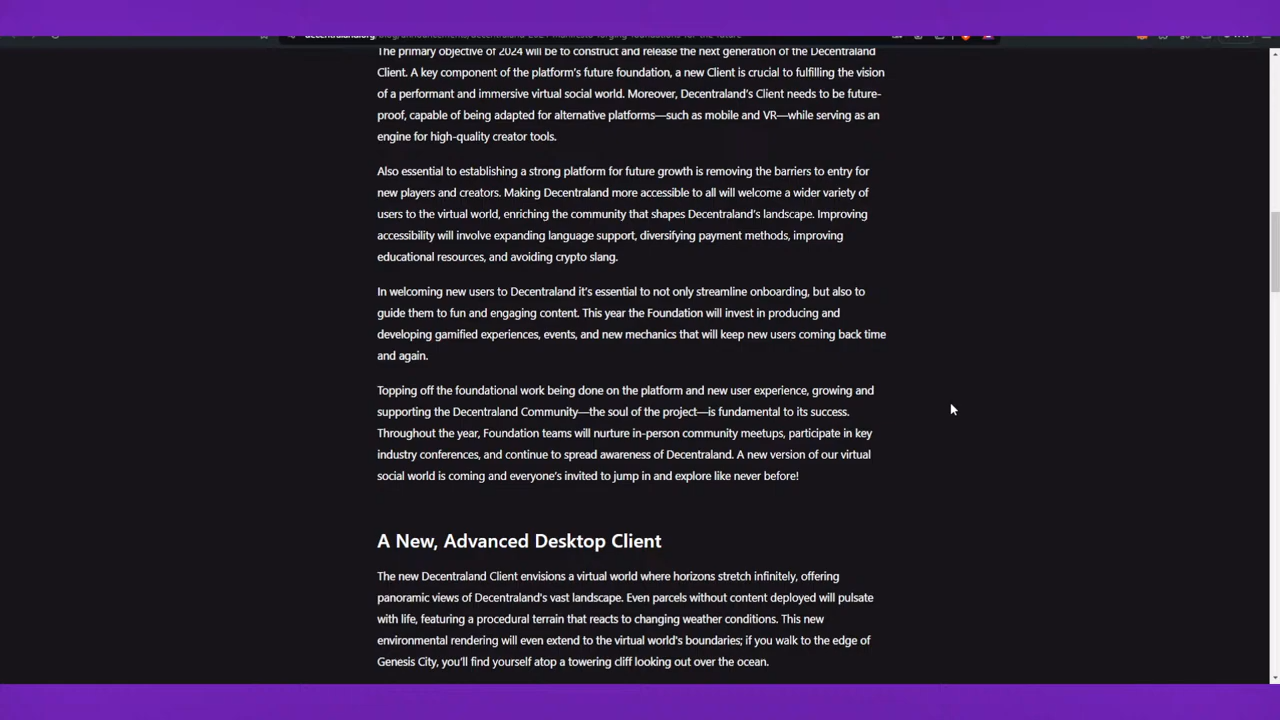 The primary objective of 2024 will be to construct and release the next generation of the Decentraland
Client. A key component of the platform’s future foundation, a new Client is crucial to fulfilling the vision
of a performant and immersive virtual social world. Moreover, Decentraland’s Client needs to be future-
proof, capable of being adapted for alternative platforms—such as mobile and VR—while serving as an
engine for high-quality creator tools.
Also essential to establishing a strong platform for future growth is removing the barriers to entry for
new players and creators. Making Decentraland more accessible to all will welcome a wider variety of
users to the virtual world, enriching the community that shapes Decentraland’s landscape. Improving
accessibility will involve expanding language support, diversifying payment methods, improving
educational resources, and avoiding crypto slang.
In welcoming new users to Decentraland it’s essential to not only streamline onboarding, but also to
guide them to fun and engaging content. This year the Foundation will invest in producing and
developing gamified experiences, events, and new mechanics that will keep new users coming back time
and again.
Topping off the foundational work being done on the platform and new user experience, growing and
supporting the Decentraland Community—the soul of the project—is fundamental to its success.
Throughout the year, Foundation teams will nurture in-person community meetups, participate in key
industry conferences, and continue to spread awareness of Decentraland. A new version of our virtual
social world is coming and everyone’s invited to jump in and explore like never before!
A New, Advanced Desktop Client
The new Decentraland Client envisions a virtual world where horizons stretch infinitely, offering
panoramic views of Decentraland’s vast landscape. Even parcels without content deployed will pulsate
with life, featuring a procedural terrain that reacts to changing weather conditions. This new
environmental rendering will even extend to the virtual world’s boundaries; if you walk to the edge of
Genesis City, you’ll find yourself atop a towering cliff looking out over the ocean.